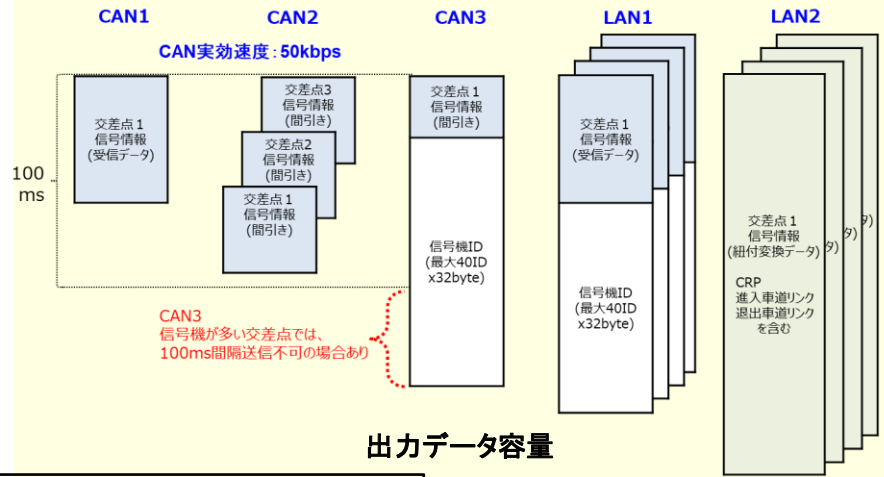 CAN1
CAN2
CAN3
LAN1
LAN2
CAN実効速度：50kbps
100
ms
交差点１
信号情報
(受信データ)
交差点3
信号情報
(間引き)
交差点2
信号情報
(間引き)
交差点１
信号情報
(間引き)
交差点１
信号情報
(間引き)
信号機ID
(最大40ID
x32byte)
交差点１
信号情報
(受信データ)
信号機ID
(最大40ID
x32byte)
交差点１
信号情報
(紐付変換データ)
CRP
進入車道リンク
退出車道リンク
を含む
タ)
タ)
タ)
CAN3
信号機が多い交差点では、
100ms間隔送信不可の場合あり
出力データ容量